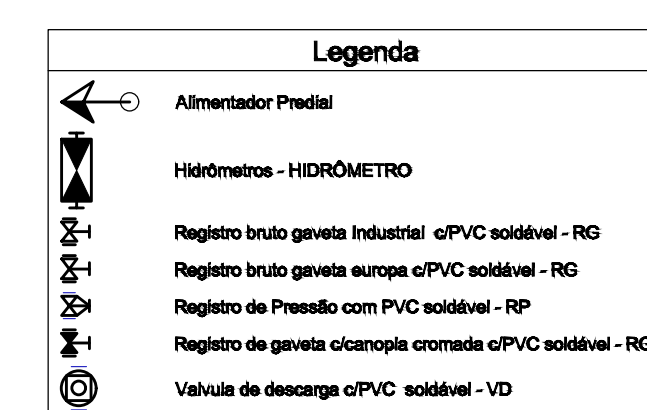 Legenda
Alimentador Predial
Hidrômetros - HIDRÔMETRO
Registro bruto gaveta Industrial c/PVC soldável - RG
Registro bruto gaveta europa c/PVC soldável - RG
Registro de Pressão com PVC soldável - RP
Registro de gaveta c/canopla cromada c/PVC soldável - RG
Valvula de descarga c/PVC soldável - VD